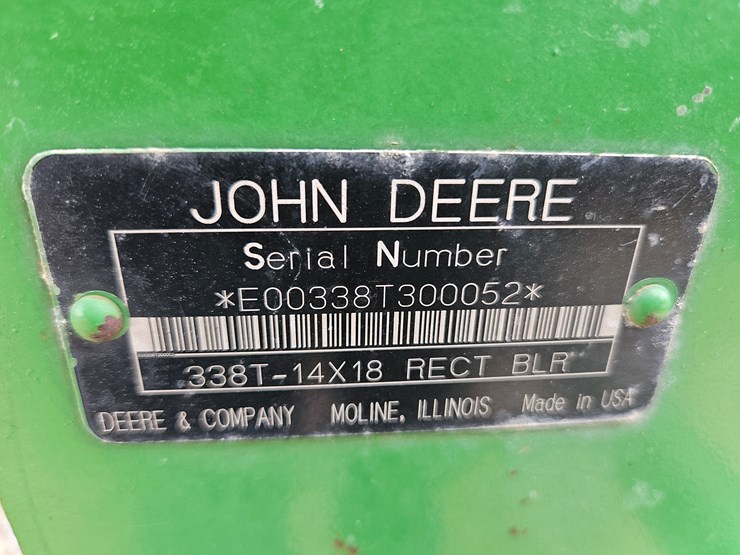 JOHN DEERE
Serial Number
*E00338T300052*
338T-14X18 RECT BLR
DEERE & COMPANY MOLINE, ILLINOIS Made in USA